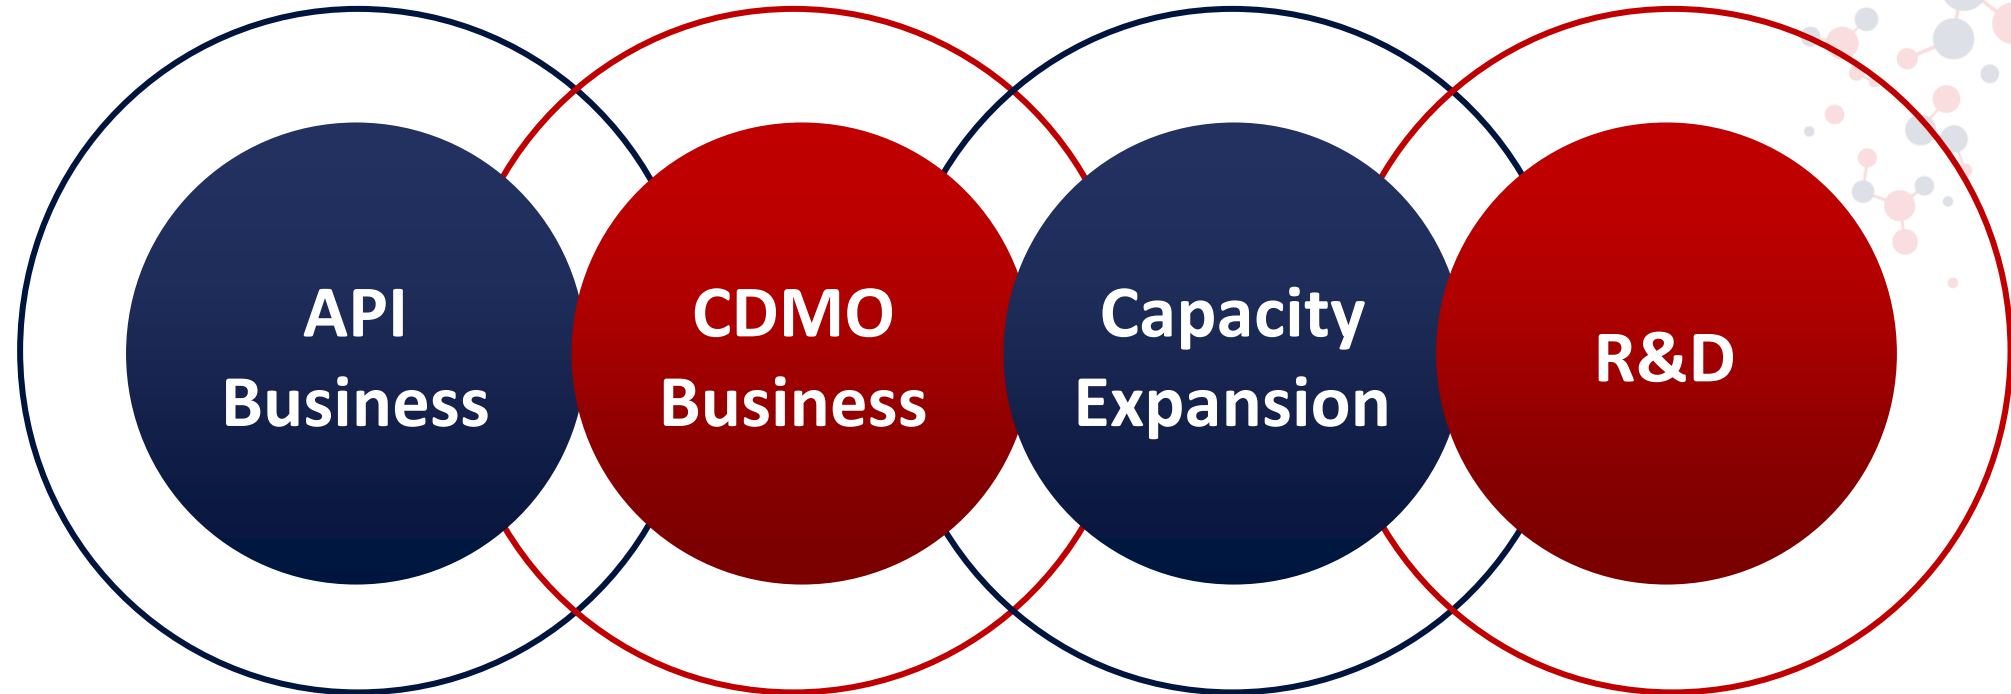 API
Business
CDMO
Business
Capacity
Expansion
R&D